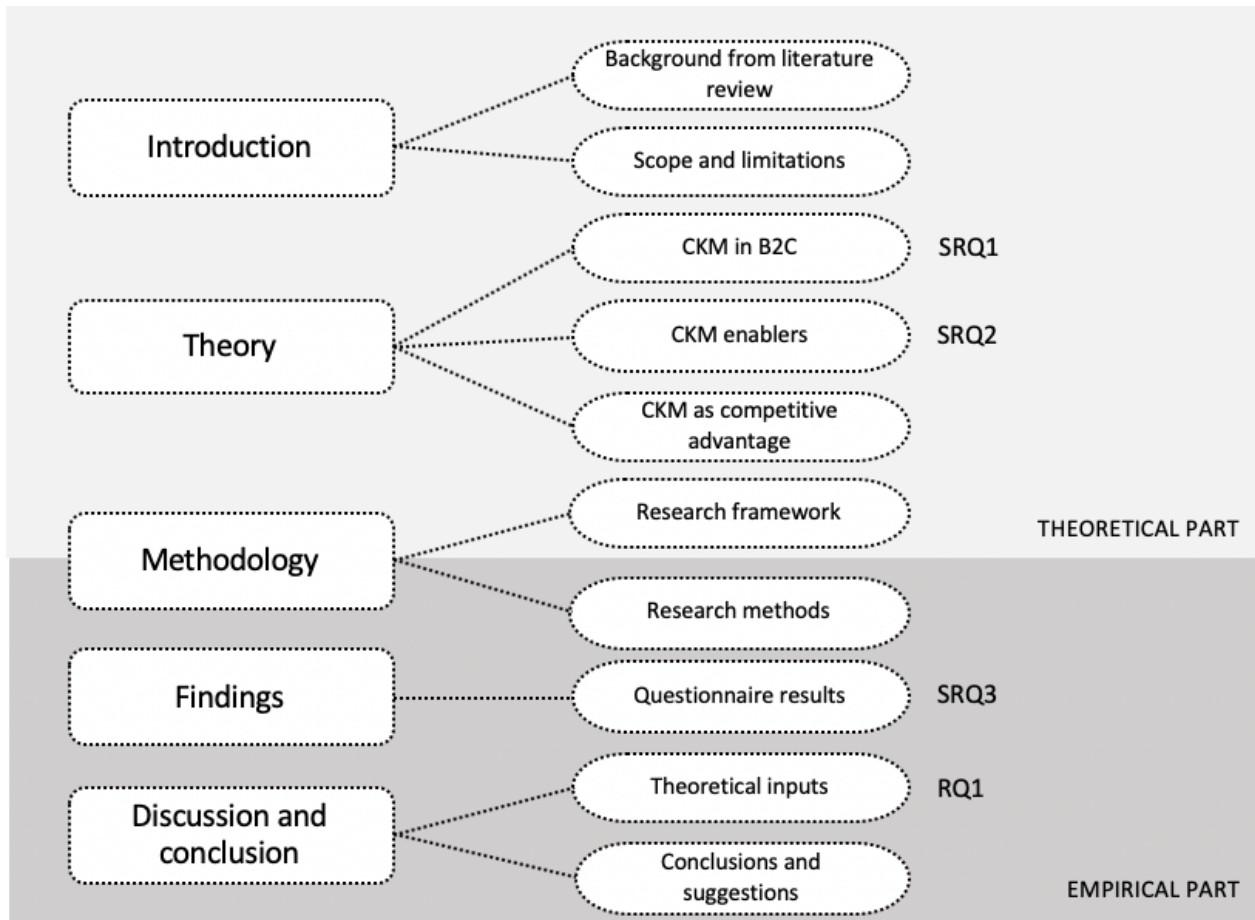 Introduction
Background from literature
review
Scope and limitations
Theory
CKM in B2C
SRQ1
CKM enablers
SRQ2
CKM as competitive
advantage
Methodology
Research framework
THEORETICAL PART
Research methods
Findings
Questionnaire results
SRQ3
Discussion and
conclusion
Theoretical inputs
RQ1
Conclusions and
suggestions
EMPIRICAL PART